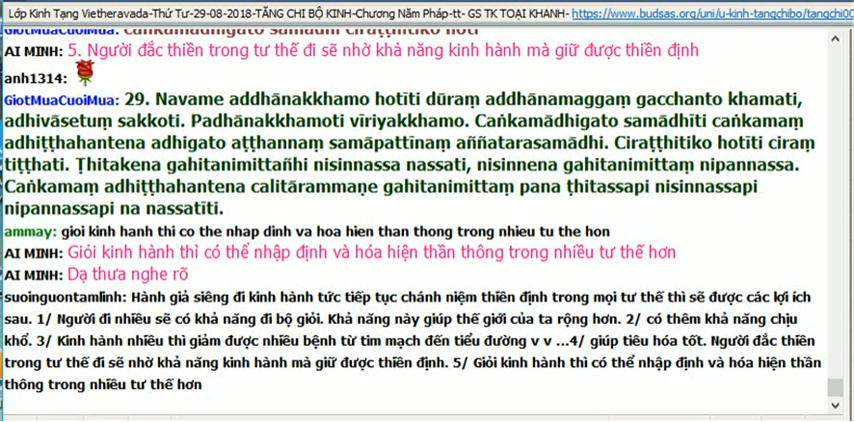 Lớp Kinh Tạng Vietheravada-Thứ Tư-29-08-2018-TĂNG CHI BỘ KINH-Chương Năm Pháp-tt- GS TK TOẠI KHANH- https://www.budsas.org/uni/u-kinh-tangchibo/tangchi00
GiotMuaCuoiMua: caṅkamādhigato samādhi ciraṭṭhitiko hoti
AI MINH: 5. Người đắc thiền trong tư thế đi sẽ nhờ khả năng kinh hành mà giữ được thiền định
anh1314:
GiotMuaCuoiMua: 29. Navame addhānakkhamo hotīti dūraṃ addhānamaggaṃ gacchanto khamati,
adhivāsetuṃ sakkoti. Padhānakkhamoti vīriyakkhamo. Caṅkamādhigato samādhīti caṅkamaṃ
adhiṭṭhahantena adhigato aṭṭhannaṃ samāpattīnaṃ aññatarasamādhi. Ciraṭṭhitiko hotīti ciraṃ
tiṭṭhati. Ṭhitakena gahitanimittañhi nisinnassa nassati, nisinnena gahitanimittaṃ nipannassa.
Caṅkamaṃ adhiṭṭhahantena calitārammaṇe gahitanimittaṃ pana ṭhitassapi nisinnassapi
nipannassapi na nassatīti.
ammay: gioi kinh hanh thi co the nhap dinh va hoa hien than thong trong nhieu tu the hon
AI MINH: Giỏi kinh hành thì có thể nhập định và hóa hiện thần thông trong nhiều tư thế hơn
AI MINH: Dạ thưa nghe rõ
suoinguontamlinh: Hành giả siêng đi kinh hành tức tiếp tục chánh niệm thiền định trong mọi tư thế thì sẽ được các lợi ích
sau. 1/ Người đi nhiều sẽ có khả năng đi bộ giỏi. Khả năng này giúp thế giới của ta rộng hơn. 2/ có thêm khả năng chịu
khổ. 3/ Kinh hành nhiều thì giảm được nhiều bệnh từ tim mạch đến tiểu đường v v ...4/ giúp tiêu hóa tốt. Người đắc thiền
trong tư thế đi sẽ nhờ khả năng kinh hành mà giữ được thiền định. 5/ Giỏi kinh hành thì có thể nhập định và hóa hiện thần
thông trong nhiều tư thế hơn